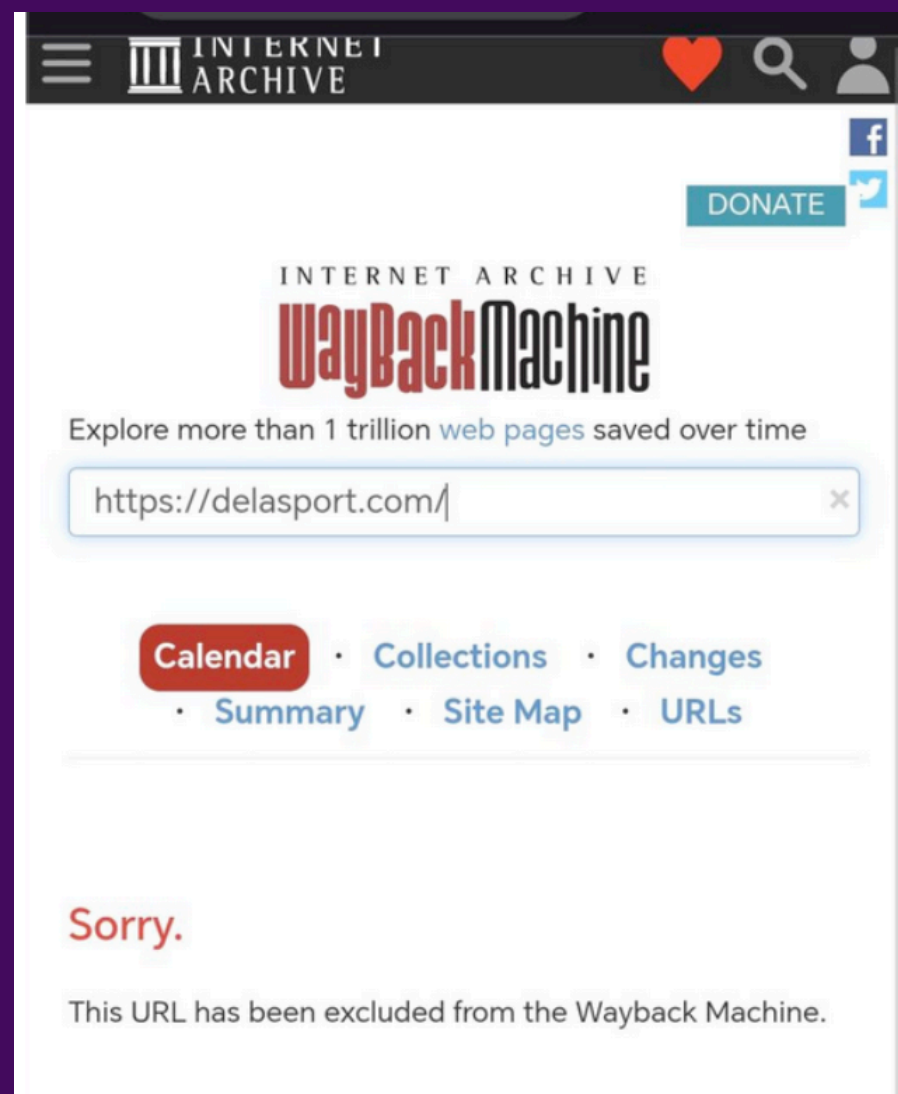 INTERNET
ARCHIVE
f
DONATE
INTERNET ARCHIVE
WayBackMachine
Explore more than 1 trillion web pages saved over time
https://delasport.com/
×
Calendar · Collections · Changes
· Summary · Site Map · URLs
Sorry.
This URL has been excluded from the Wayback Machine.